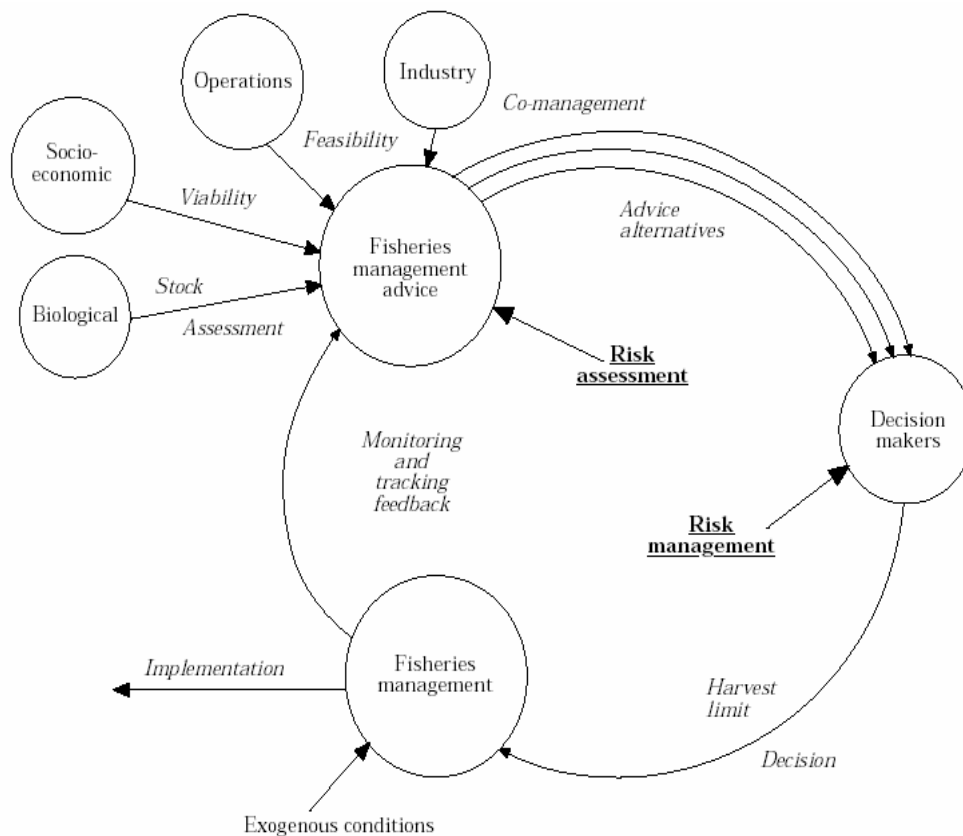 Operations
Industry
Co-management
Feasibility
Socio-
economic
Viability
Advice
alternatives
Fisheries
management
advice
Stock
Biological
Assessment
Risk
assessment
Decision
makers
Monitoring
and
tracking
feedback
Risk
management
Implementation
Fisheries
management
Harvest
limit
Decision
Exogenous conditions